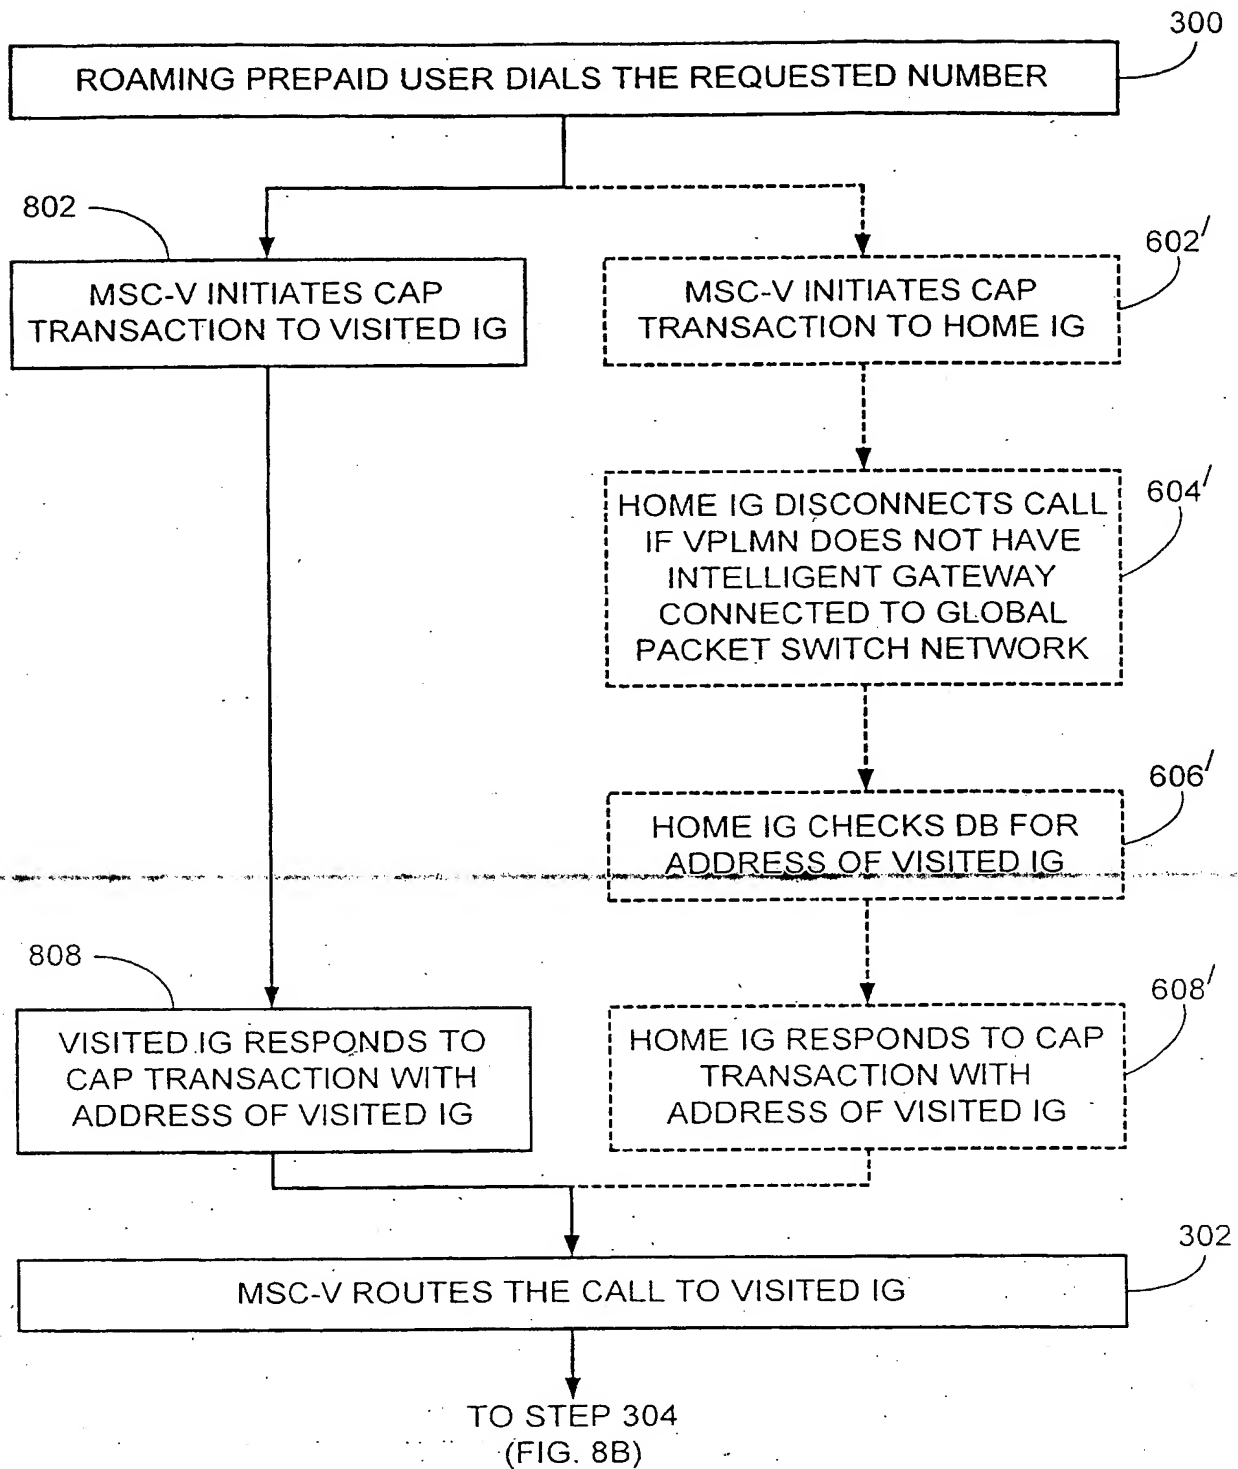 300
ROAMING PREPAID USER DIALS THE REQUESTED NUMBER
802
602'
MSC-V INITIATES CAP
TRANSACTION TO VISITED IG
MSC-V INITIATES CAP
TRANSACTION TO HOME IG
604'
HOME IG DISCONNECTS CALL
IF VPLMN DOES NOT HAVE
INTELLIGENT GATEWAY
CONNECTED TO GLOBAL
PACKET SWITCH NETWORK
606'
HOME IG CHECKS DB FOR
ADDRESS OF VISITED IG
808
608'
VISITED IG RESPONDS TO
CAP TRANSACTION WITH
ADDRESS OF VISITED IG
HOME IG RESPONDS TO CAP
TRANSACTION WITH
ADDRESS OF VISITED IG
302
MSC-V ROUTES THE CALL TO VISITED IG
TO STEP 304
(FIG. 8B)